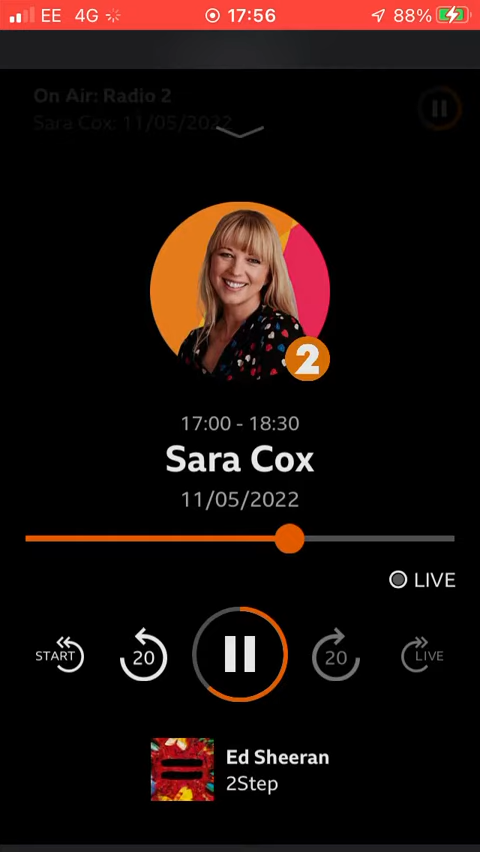 EE 4G 17:56 88%
On Air: Radio 2
Sara Cox: 11/05/2022
2
17:00 - 18:30
Sara Cox
11/05/2022
LIVE
START 20 20 LIVE
Ed Sheeran
2Step